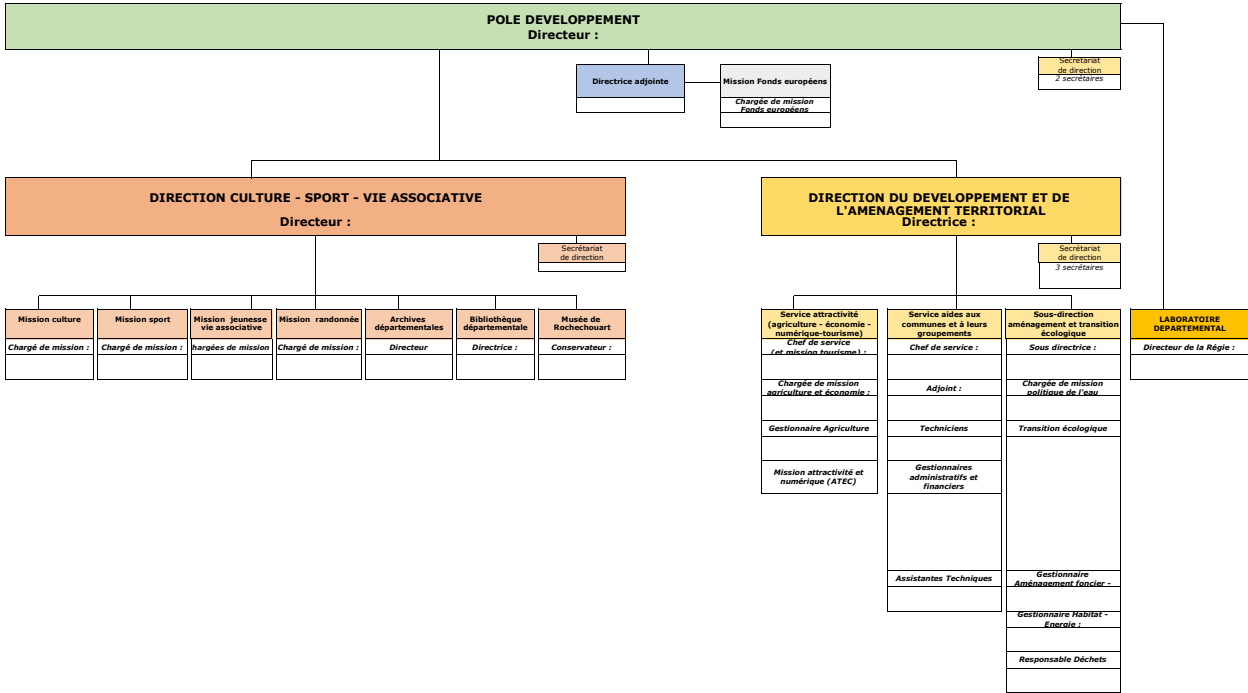 POLE DEVELOPPEMENT
Directeur :
Secrétariat
de direction
2 secrétaires
Directrice adjointe
Mission Fonds européens
Chargée de mission
Fonds européens
DIRECTION CULTURE - SPORT - VIE ASSOCIATIVE
Directeur :
Secrétariat
de direction
DIRECTION DU DEVELOPPEMENT ET DE
L'AMENAGEMENT TERRITORIAL
Directrice :
Secrétariat
de direction
3 secrétaires
Mission culture
Chargé de mission :
Mission sport
Chargé de mission :
Mission jeunesse
vie associative
hargées de mission
Mission randonnée
Chargé de mission :
Archives
départementales
Directeur
Bibliothèque
départementale
Directrice :
Musée de
Rochechouart
Conservateur :
Service attractivité
(agriculture - économie -
numérique-tourisme)
Chef de service
(et mission tourisme) :
Chargée de mission
agriculture et économie :
Gestionnaire Agriculture
Mission attractivité et
numérique (ATEC)
Service aides aux
communes et à leurs
groupements
Chef de service :
Adjoint :
Techniciens
Gestionnaires
administratifs et
financiers
Assistantes Techniques
Sous-direction
aménagement et transition
écologique
Sous directrice :
Chargée de mission
politique de l'eau
Transition écologique
Gestionnaire
Aménagement foncier -
Gestionnaire Habitat -
Energie :
Responsable Déchets
LABORATOIRE
DEPARTEMENTAL
Directeur de la Régie :